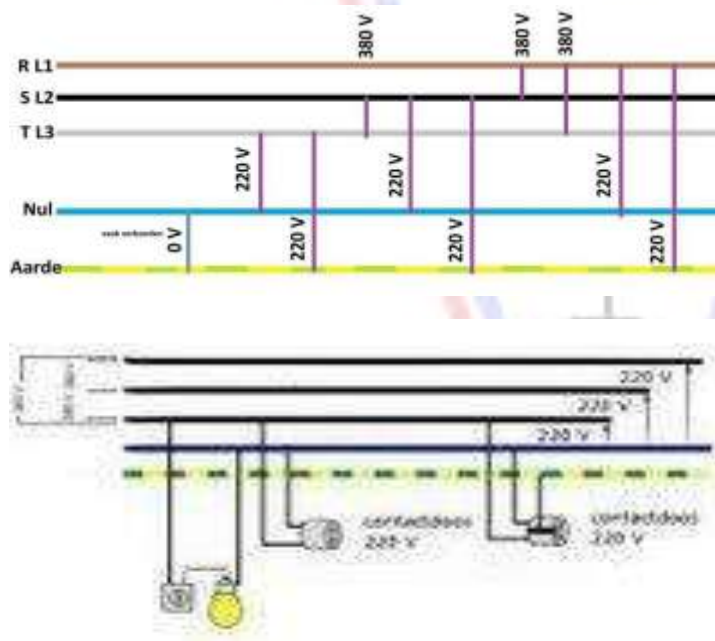 380 V
380 V
380 V
R L1
S L2
T L3
220 V
220 V
220 V
Nul
0 V
220 V
220 V
220 V
Aarde
220 V
220 V
220 V
contactdoos
220 V
contactdoos
220 V